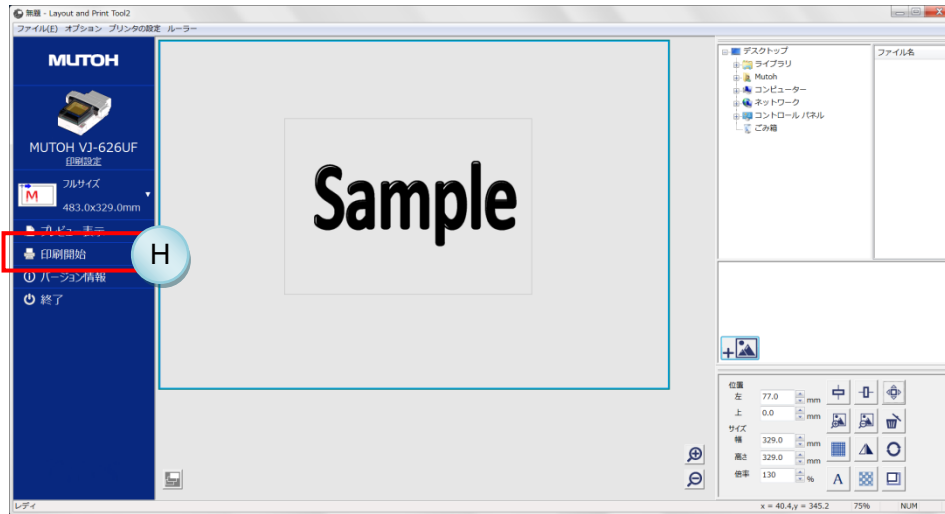 無題 - Layout and Print Tool2
ファイル(E) オプション プリンタの設定 ルーラー
MUTOH
MUTOH VJ-626UF
印刷設定
M
フルサイズ
483.0x329.0mm
プレビュー表示
印刷開始
H
バージョン情報
終了
Sample
デスクトップ
ライブラリ
Mutoh
コンピューター
ネットワーク
コントロール パネル
ごみ箱
ファイル名
位置
左 77.0 mm
上 0.0 mm
サイズ
幅 329.0 mm
高さ 329.0 mm
倍率 130 %
A
レディ
x = 40.4,y = 345.2 75% NUM